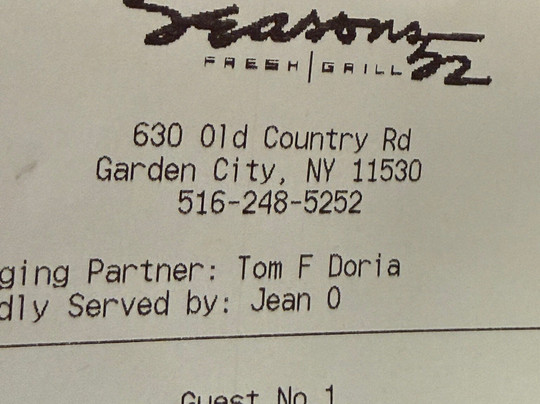 Seasons 52
FRESH | GRILL
630 Old Country Rd
Garden City, NY 11530
516-248-5252
ging Partner: Tom F Doria
dly Served by: Jean O
Guest No 1